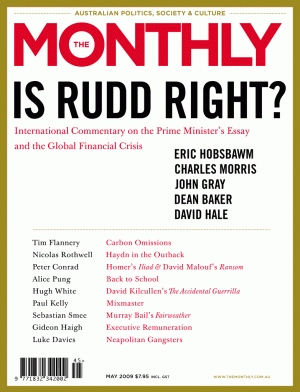 AUSTRALIAN POLITICS, SOCIETY & CULTURE
THE MONTHLY
IS RUDD RIGHT?
International Commentary on the Prime Minister's Essay
and the Global Financial Crisis
ERIC HOBSBAWM
CHARLES MORRIS
JOHN GRAY
DEAN BAKER
DAVID HALE
Tim Flannery Carbon Omissions
Nicolas Rothwell Haydn in the Outback
Peter Conrad Homer's Iliad & David Malouf's Ransom
Alice Pung Back to School
Hugh White David Kilcullen's The Accidental Guerrilla
Paul Kelly Mixmaster
Sebastian Smee Murray Bail's Fairweather
Gideon Haigh Executive Remuneration
Luke Davies Neapolitan Gangsters
45
9 771832 342002
MAY 2009 $7.95 INCL. GST
WWW.THEMONTHLY.COM.AU